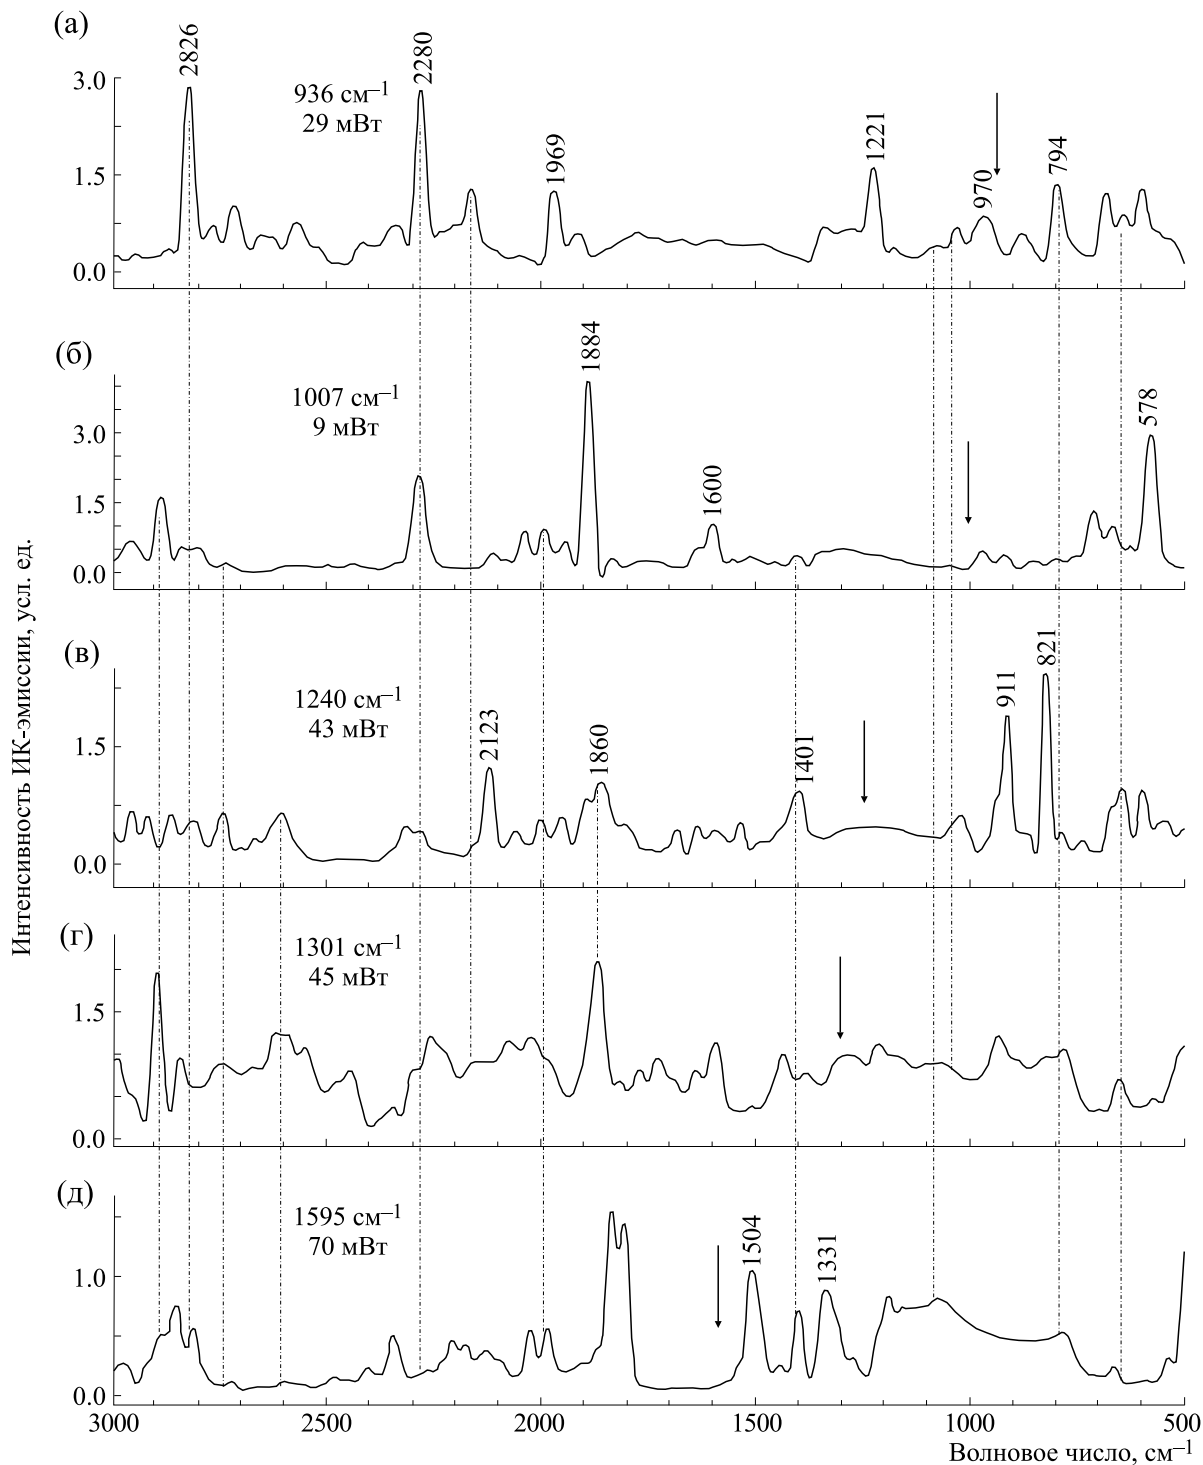 (а)
2826
2280
3.0
936 см–1
29 мВт
1969
1221
970
794
1.5
0.0
(б)
1884
1007 см–1
9 мВт
1600
578
3.0
1.5
0.0
(в)
1240 см–1
43 мВт
2123
1860
1401
911
821
1.5
0.0
(г)
1301 см–1
45 мВт
1.5
0.0
(д)
1595 см–1
70 мВт
1504
1331
1.0
0.0
3000 2500 2000 1500 1000 500
Волновое число, см–1
Интенсивность ИК-эмиссии, усл. ед.